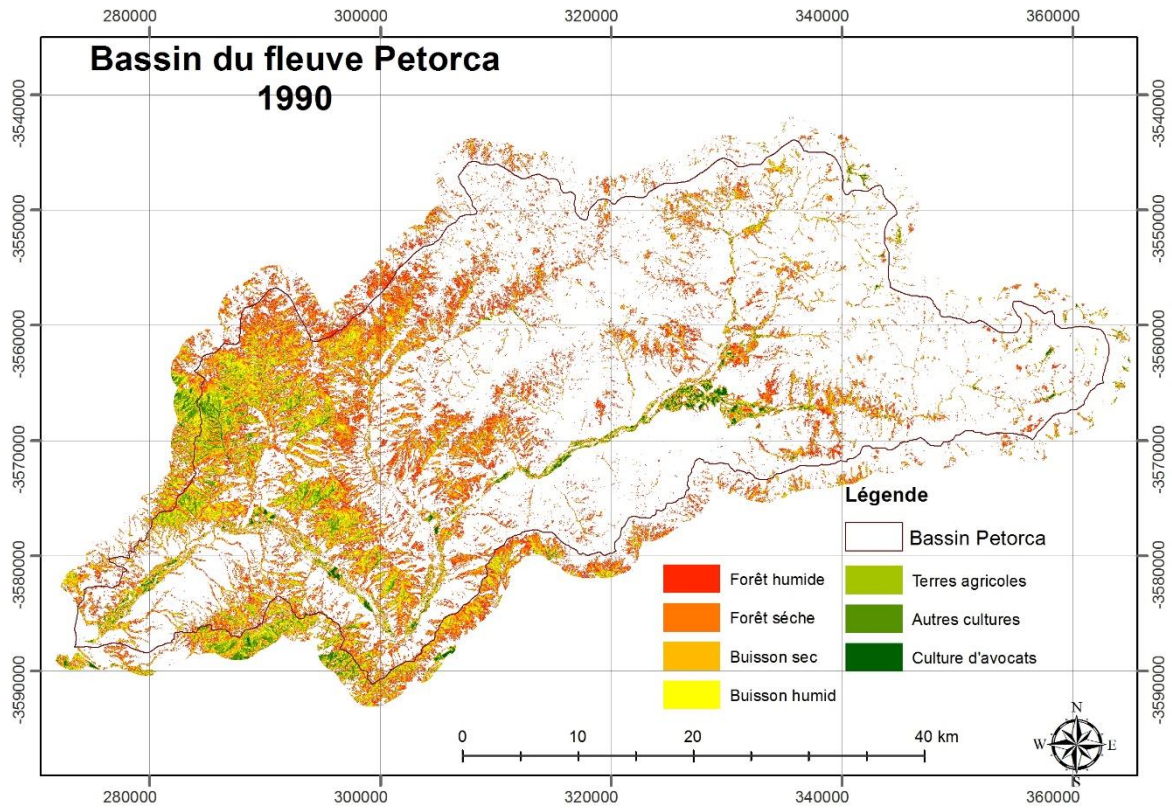 280000 300000 320000 340000 360000
Bassin du fleuve Petorca
1990
-3540000 -3540000
-3550000 -3550000
-3560000 -3560000
-3570000 -3570000
-3580000 -3580000
-3590000 -3590000
Légende
Bassin Petorca
Forêt humide
Forêt séche
Buisson sec
Buisson humid
Terres agricoles
Autres cultures
Culture d'avocats
0 10 20 40 km
N
W E
S
280000 300000 320000 340000 360000